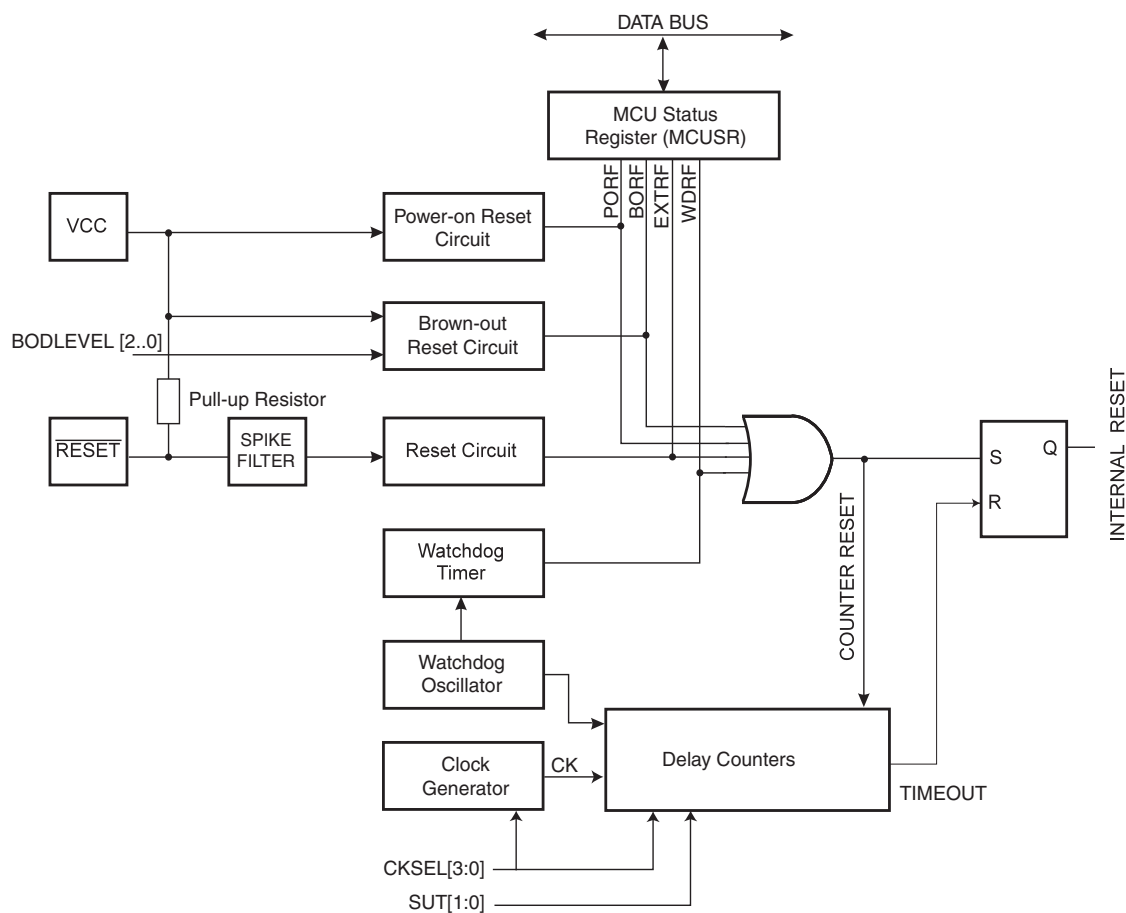 DATA BUS
MCU Status
Register (MCUSR)
PORF
BORF
EXTRF
WDRF
VCC
Power-on Reset
Circuit
BODLEVEL [2..0]
Brown-out
Reset Circuit
Pull-up Resistor
RESET
SPIKE
FILTER
Reset Circuit
S
Q
R
INTERNAL RESET
COUNTER RESET
Watchdog
Timer
Watchdog
Oscillator
Clock
Generator
CK
Delay Counters
TIMEOUT
CKSEL[3:0]
SUT[1:0]